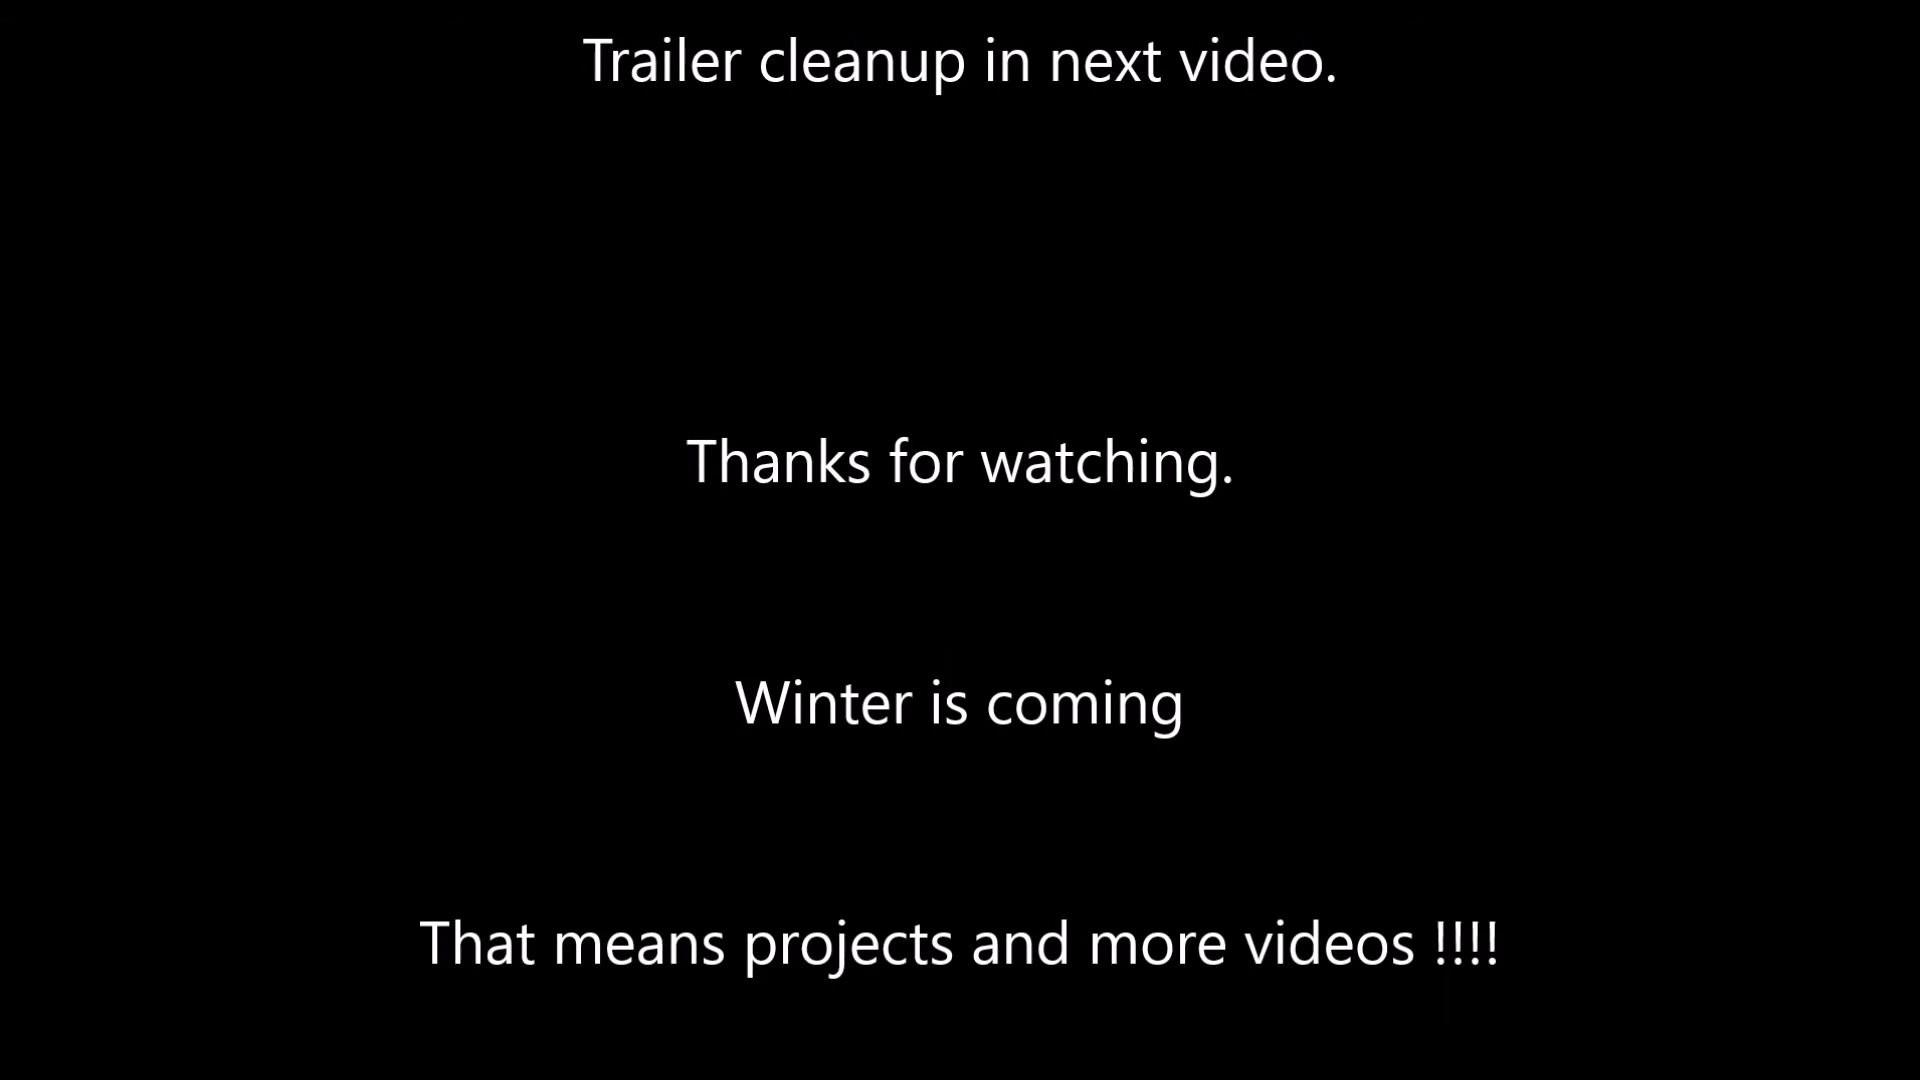 Trailer cleanup in next video.
Thanks for watching.
Winter is coming
That means projects and more videos !!!!